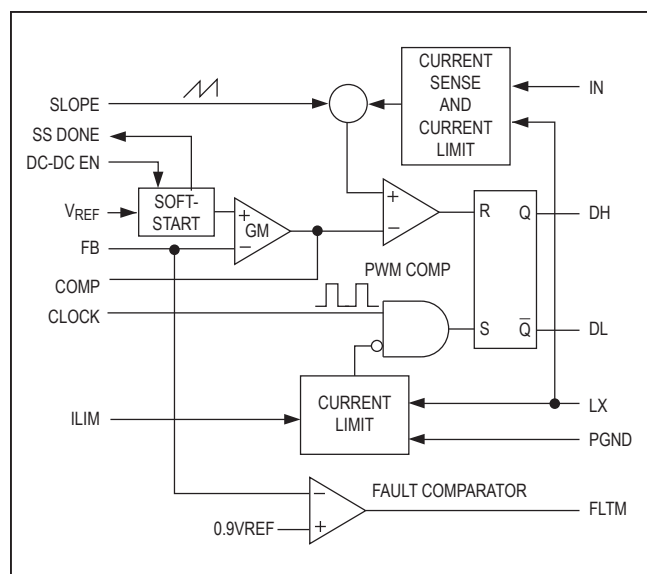 CURRENT
SENSE
AND
CURRENT
LIMIT
IN
SLOPE
SS DONE
DC-DC EN
VREF
SOFT-
START
+
GM
−
FB
COMP
CLOCK
+
−
PWM COMP
R
Q
DH
S
Q̅
DL
ILIM
CURRENT
LIMIT
LX
PGND
−
FAULT COMPARATOR
FLTM
0.9VREF
+